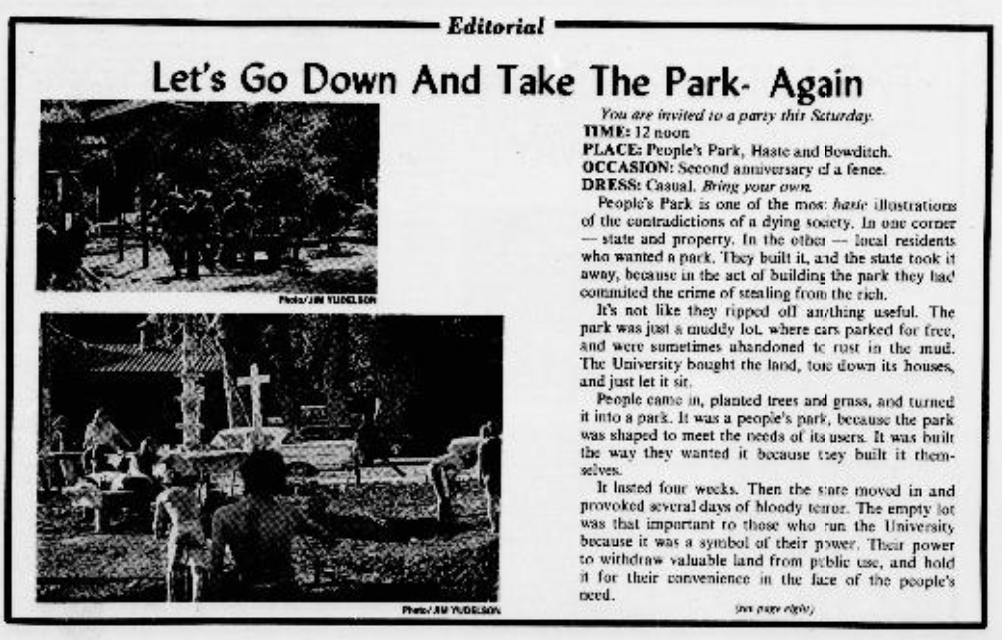 Editorial
Let's Go Down And Take The Park- Again
You are invited to a party this Saturday.
TIME: 12 noon
PLACE: People's Park, Haste and Bowditch.
OCCASION: Second anniversary of a fence.
DRESS: Casual. Bring your own.
People's Park is one of the most basic illustrations
of the contradictions of a dying society. In one corner
— state and property. In the other — local residents
who wanted a park. They built it, and the state took it
away, because in the act of building the park they had
commited the crime of stealing from the rich.
It's not like they ripped off anything useful. The
park was just a muddy lot, where cars parked for free,
and were sometimes abandoned to rust in the mud.
The University bought the land, tore down its houses,
and just let it sit.
People came in, planted trees and grass, and turned
it into a park. It was a people's park, because the park
was shaped to meet the needs of its users. It was built
the way they wanted it because they built it them-
selves.
It lasted four weeks. Then the state moved in and
provoked several days of bloody terror. The empty lot
was that important to those who run the University
because it was a symbol of their power. Their power
to withdraw valuable land from public use, and hold
it for their convenience in the face of the people's
need.
(see page eight)
Photo/JIM YUDELSON
Photo/JIM YUDELSON